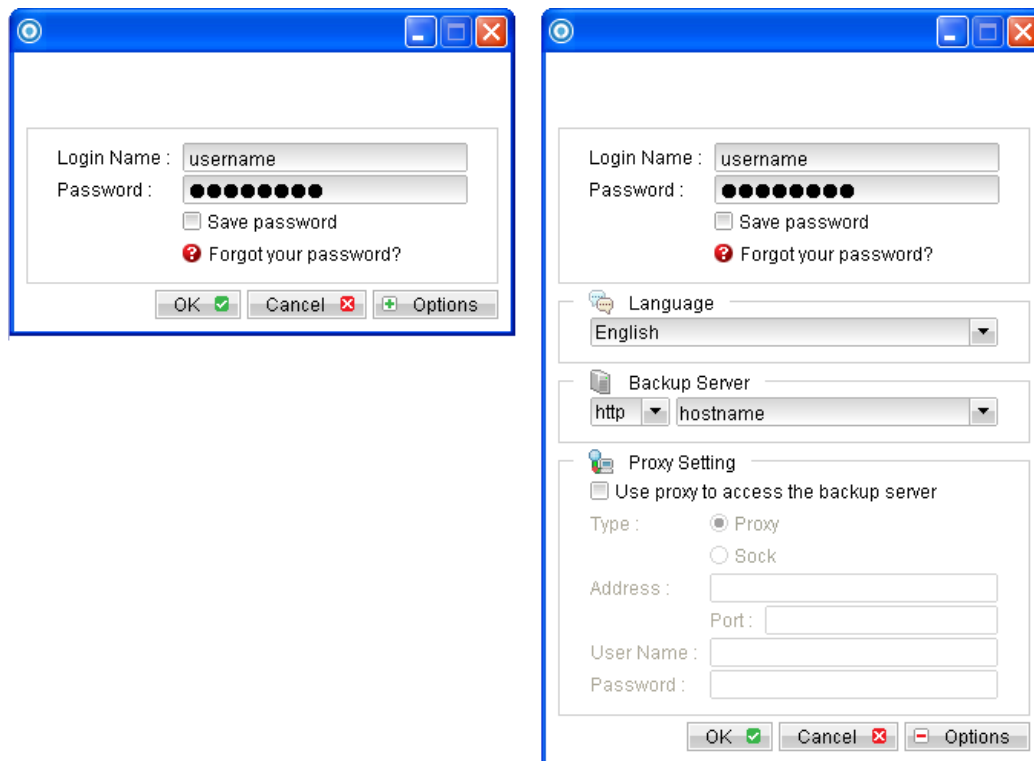 Login Name : username
Password : ●●●●●●●●
Save password
Forgot your password?
OK Cancel Options
Login Name : username
Password : ●●●●●●●●
Save password
Forgot your password?
Language
English
Backup Server
http hostname
Proxy Setting
Use proxy to access the backup server
Type : Proxy
Sock
Address :
Port :
User Name :
Password :
OK Cancel Options